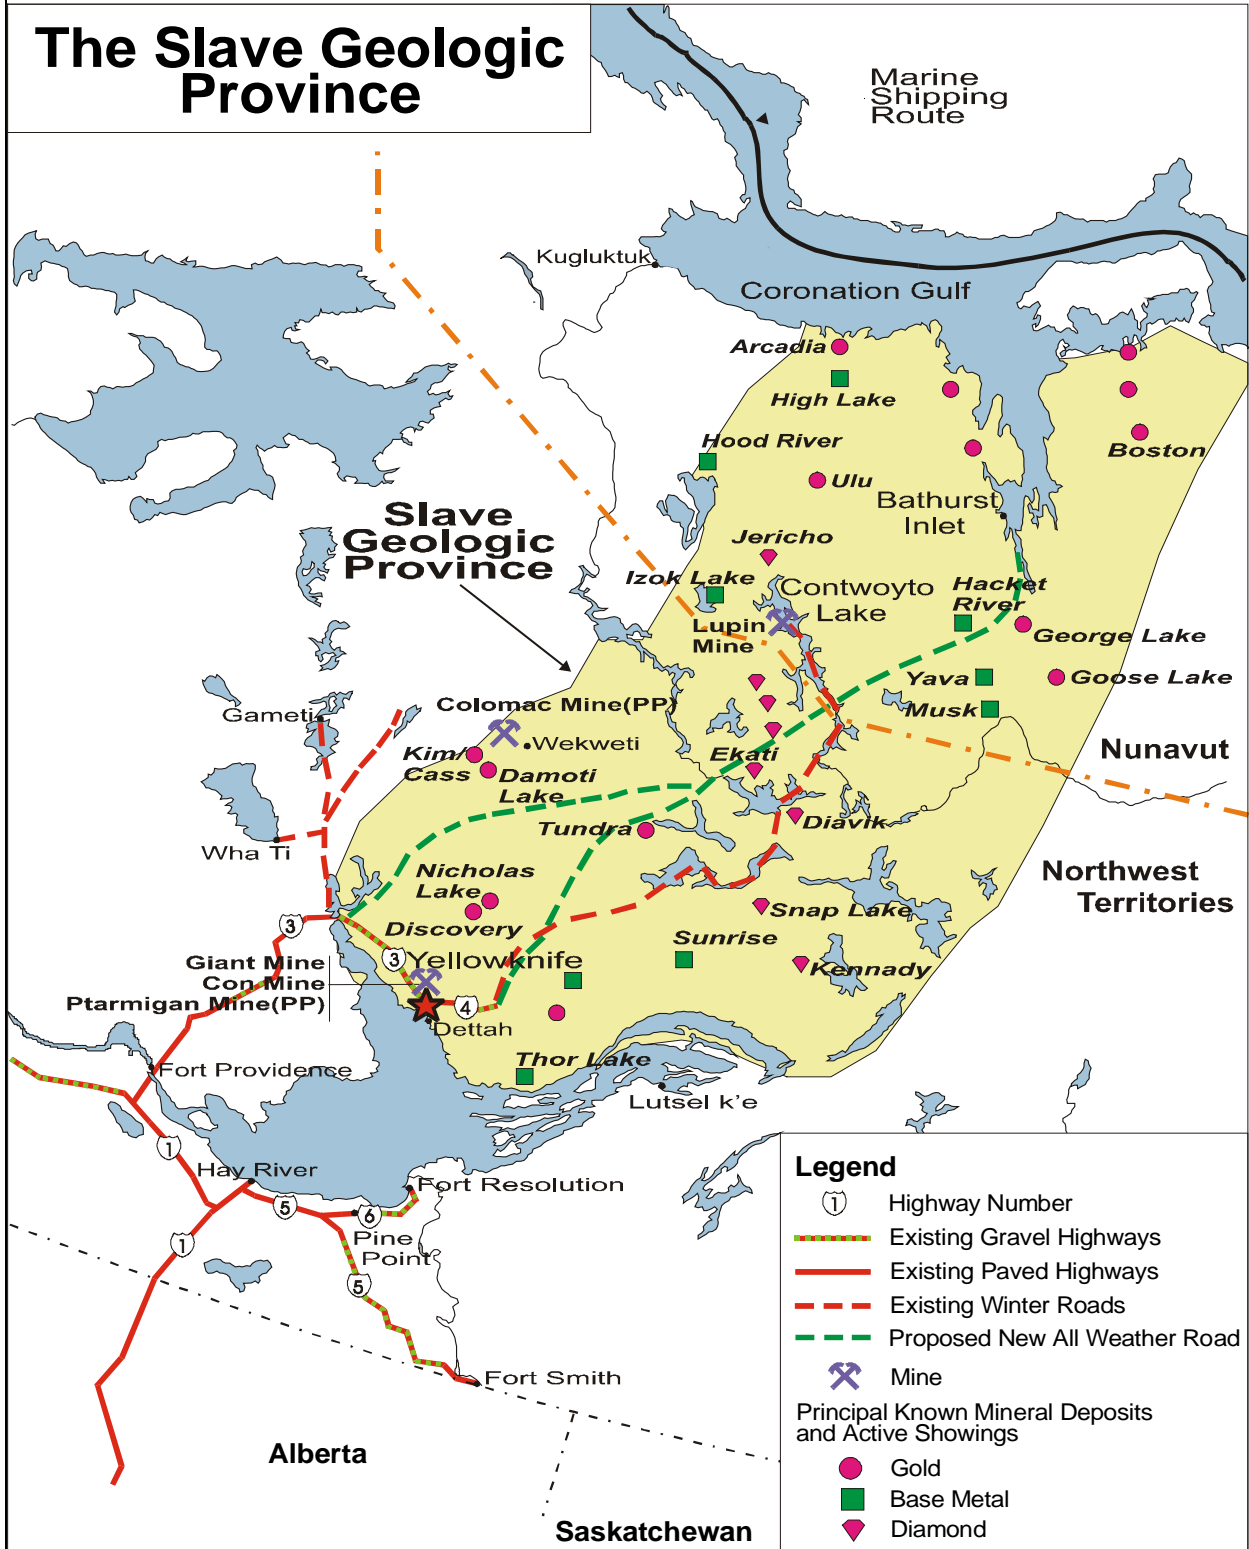 The Slave Geologic
Province
Marine
Shipping
Route
Kugluktuk
Coronation Gulf
Arcadia
High Lake
Hood River
Boston
Ulu
Bathurst
Inlet
Slave
Geologic
Province
Jericho
Izok Lake
Contwoyto
Lake
Hacket
River
Lupin
Mine
George Lake
Yava
Goose Lake
Musk
Colomac Mine(PP)
Gameti
Wekweti
Kim/
Cass
Damoti
Lake
Ekati
Nunavut
Tundra
Diavik
Wha Ti
Nicholas
Lake
Northwest
Territories
Discovery
Snap Lake
3
Sunrise
3
Yellowknife
Kennady
Giant Mine
Con Mine
Ptarmigan Mine(PP)
4
Dettah
Thor Lake
Fort Providence
Lutsel k'e
1
Hay River
Fort Resolution
5
6
Pine
Point
1
5
Fort Smith
Alberta
Saskatchewan
Legend
1 Highway Number
Existing Gravel Highways
Existing Paved Highways
Existing Winter Roads
Proposed New All Weather Road
Mine
Principal Known Mineral Deposits
and Active Showings
Gold
Base Metal
Diamond